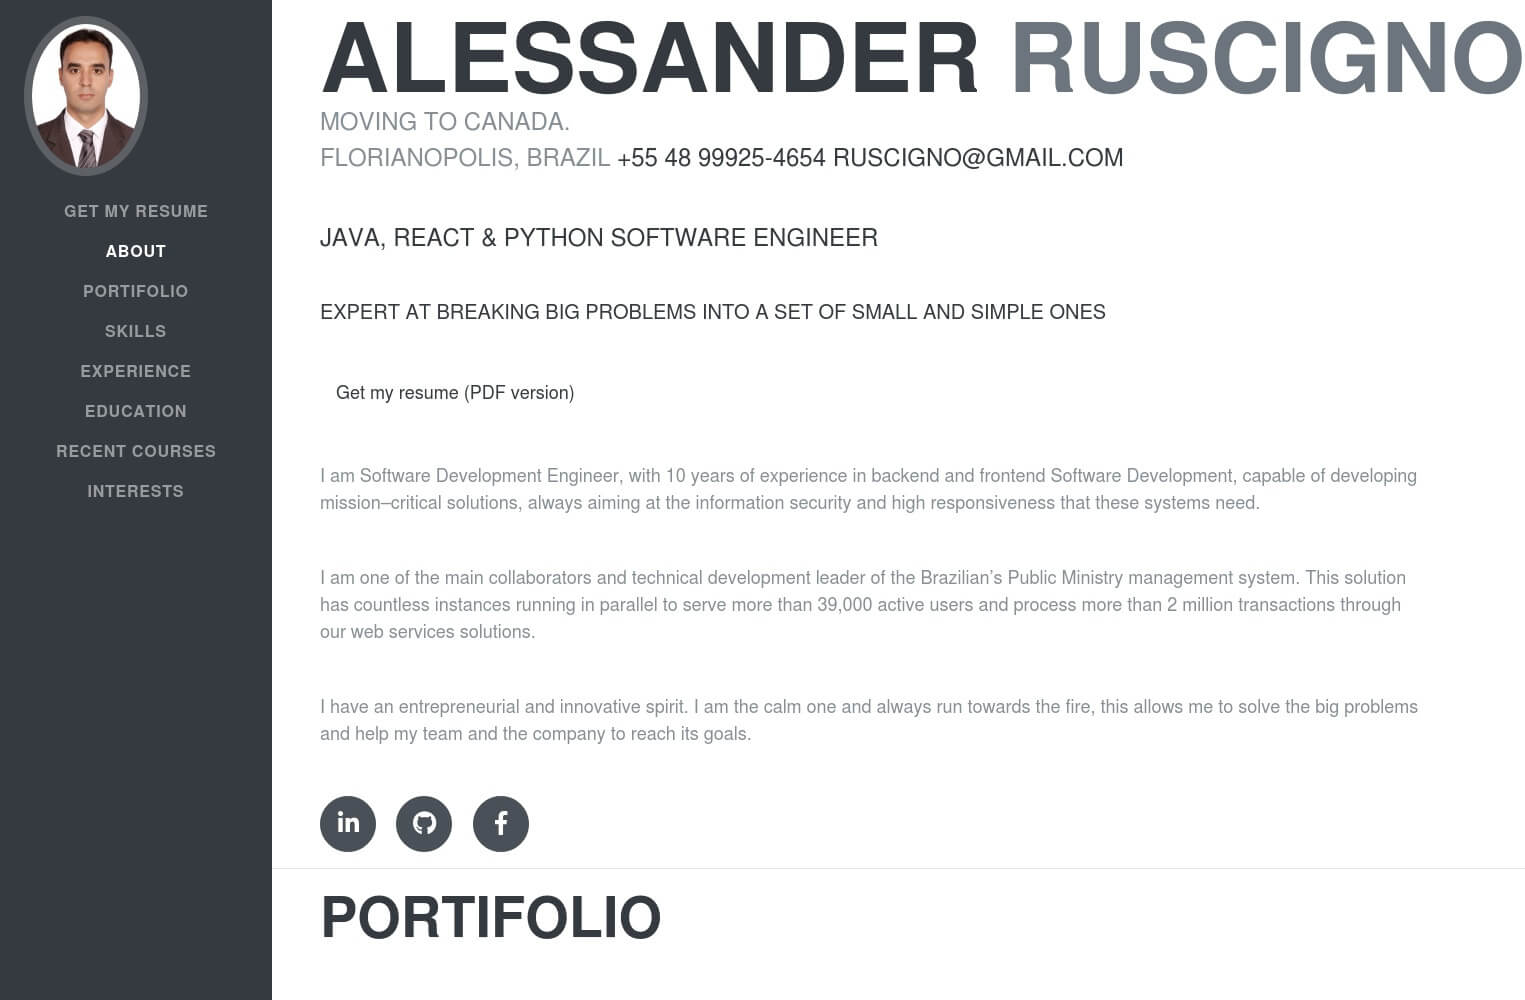 GET MY RESUME
ABOUT
PORTIFOLIO
SKILLS
EXPERIENCE
EDUCATION
RECENT COURSES
INTERESTS
ALESSANDER RUSCIGNO
MOVING TO CANADA.
FLORIANOPOLIS, BRAZIL +55 48 99925-4654 RUSCIGNO@GMAIL.COM
JAVA, REACT & PYTHON SOFTWARE ENGINEER
EXPERT AT BREAKING BIG PROBLEMS INTO A SET OF SMALL AND SIMPLE ONES
Get my resume (PDF version)
I am Software Development Engineer, with 10 years of experience in backend and frontend Software Development, capable of developing
mission–critical solutions, always aiming at the information security and high responsiveness that these systems need.
I am one of the main collaborators and technical development leader of the Brazilian’s Public Ministry management system. This solution
has countless instances running in parallel to serve more than 39,000 active users and process more than 2 million transactions through
our web services solutions.
I have an entrepreneurial and innovative spirit. I am the calm one and always run towards the fire, this allows me to solve the big problems
and help my team and the company to reach its goals.
in
f
PORTIFOLIO